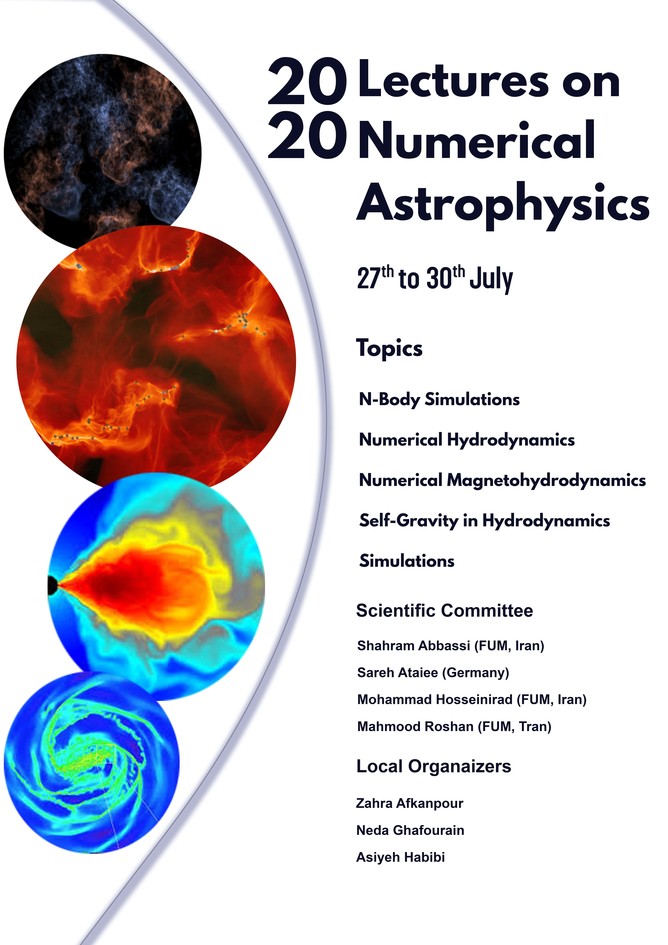 2020 Lectures on
Numerical
Astrophysics
27th to 30th July
Topics
N-Body Simulations
Numerical Hydrodynamics
Numerical Magnetohydrodynamics
Self-Gravity in Hydrodynamics
Simulations
Scientific Committee
Shahram Abbassi (FUM, Iran)
Sareh Ataiee (Germany)
Mohammad Hosseinirad (FUM, Iran)
Mahmood Roshan (FUM, Tran)
Local Organaizers
Zahra Afkanpour
Neda Ghafourain
Asiyeh Habibi